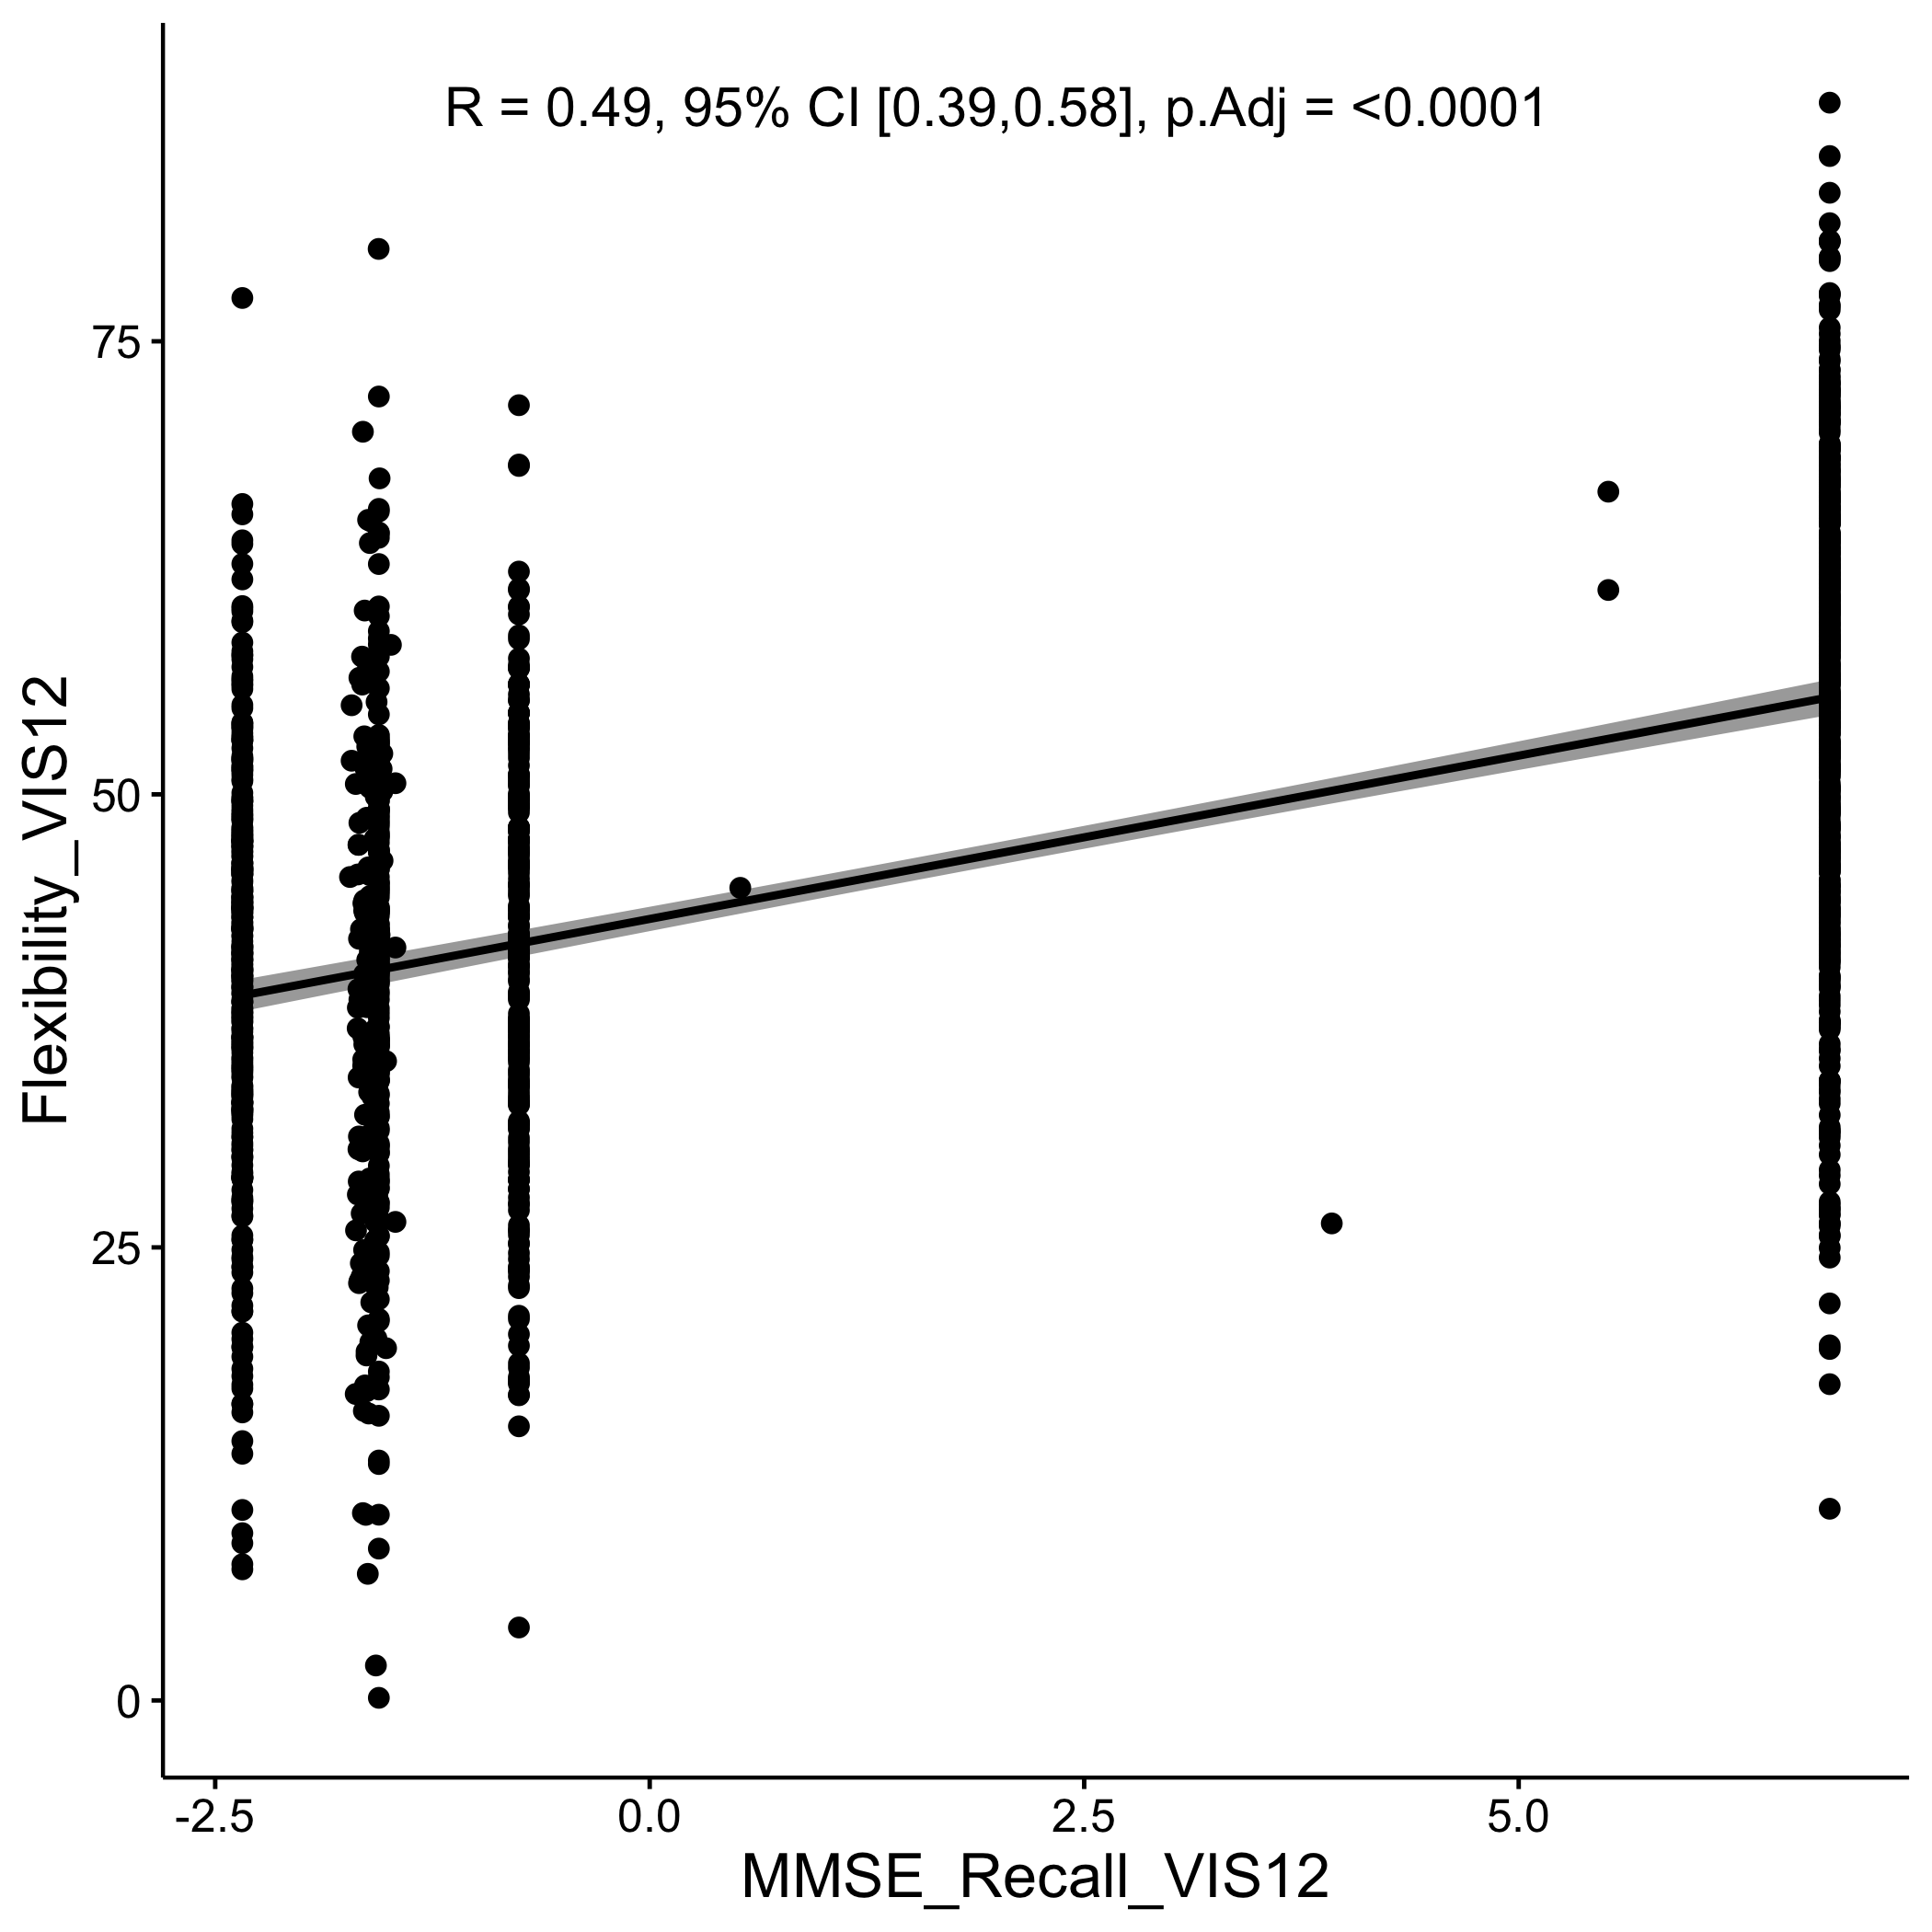 R = 0.49, 95% CI [0.39,0.58], p.Adj = <0.0001
Flexibility_VIS12
75
50
25
0
-2.5 0.0 2.5 5.0
MMSE_Recall_VIS12